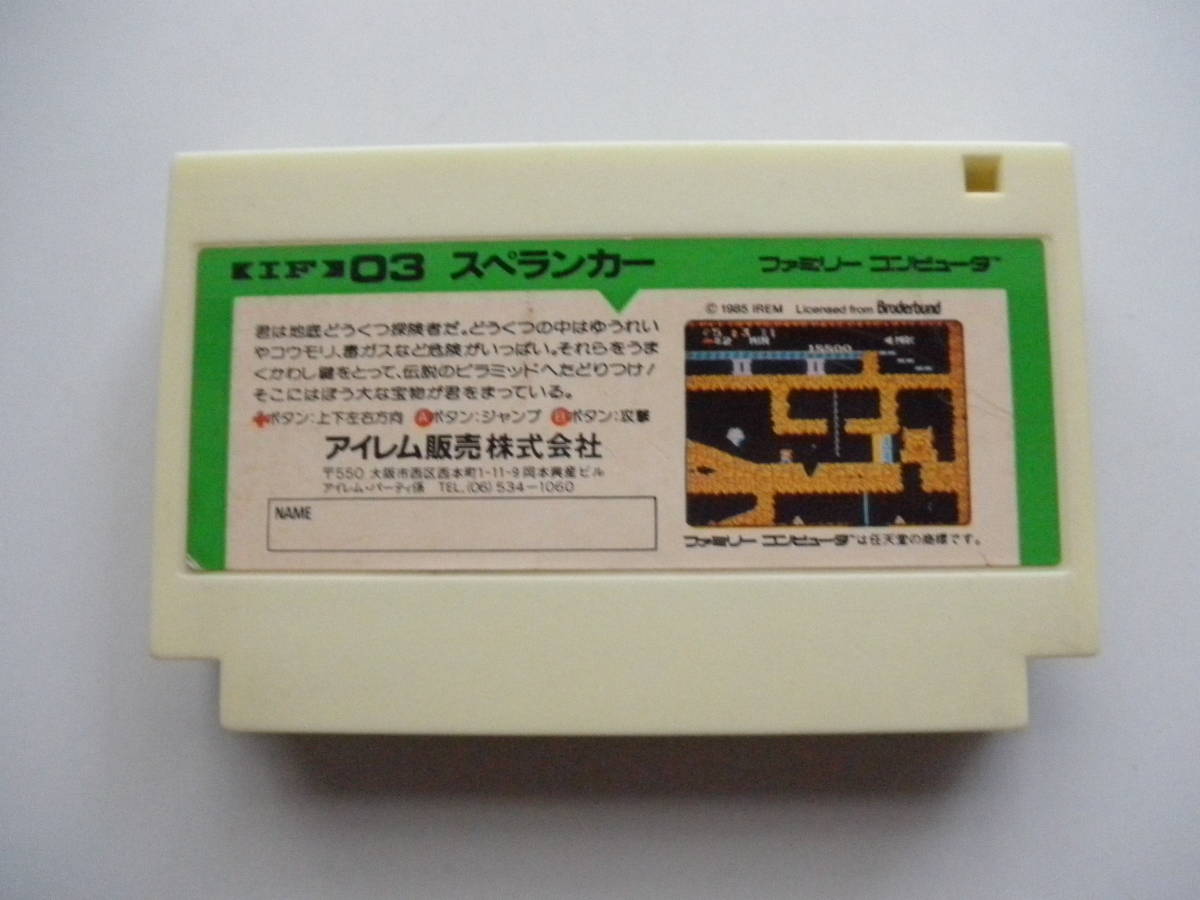 【IF】03 スペランカー
ファミリー コンピュータ™
君は地底どうくつ探険者だ。どうくつの中はゆうれい
やコウモリ、毒ガスなど危険がいっぱい。それらをうま
くかわし鍵をとって、伝説のピラミッドへたどりつけ!
そこにはぼう大な宝物が君をまっている。
ボタン:上下左右方向 Aボタン:ジャンプ Bボタン:攻撃
アイレム販売株式会社
〒550 大阪市西区西本町1-11-9 岡本興産ビル
アイレム・パーティ係 TEL.(06)534-1060
NAME
© 1985 IREM Licensed from Brøderbund
15500
ファミリー コンピュータ™は任天堂の商標です。